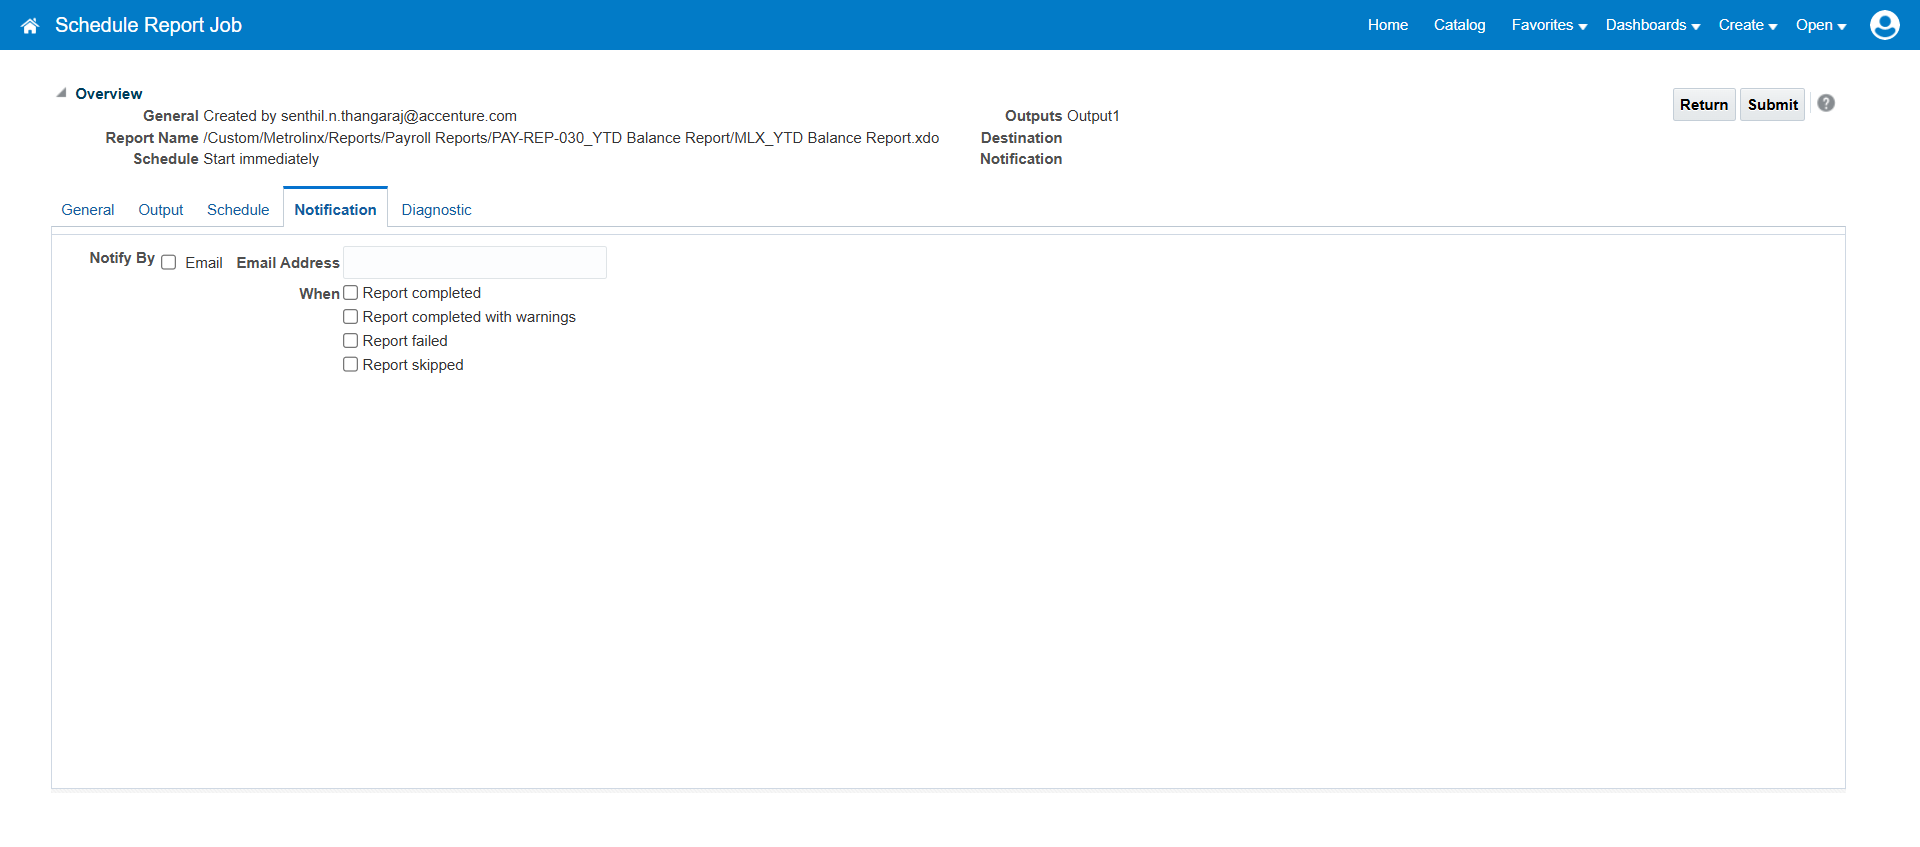 Schedule Report Job
Home Catalog Favorites Dashboards Create Open
Overview
General Created by senthil.n.thangaraj@accenture.com
Report Name /Custom/Metrolinx/Reports/Payroll Reports/PAY-REP-030_YTD Balance Report/MLX_YTD Balance Report.xdo
Schedule Start immediately
Outputs Output1
Destination
Notification
Return Submit ?
General Output Schedule Notification Diagnostic
Notify By Email Email Address
When Report completed
Report completed with warnings
Report failed
Report skipped